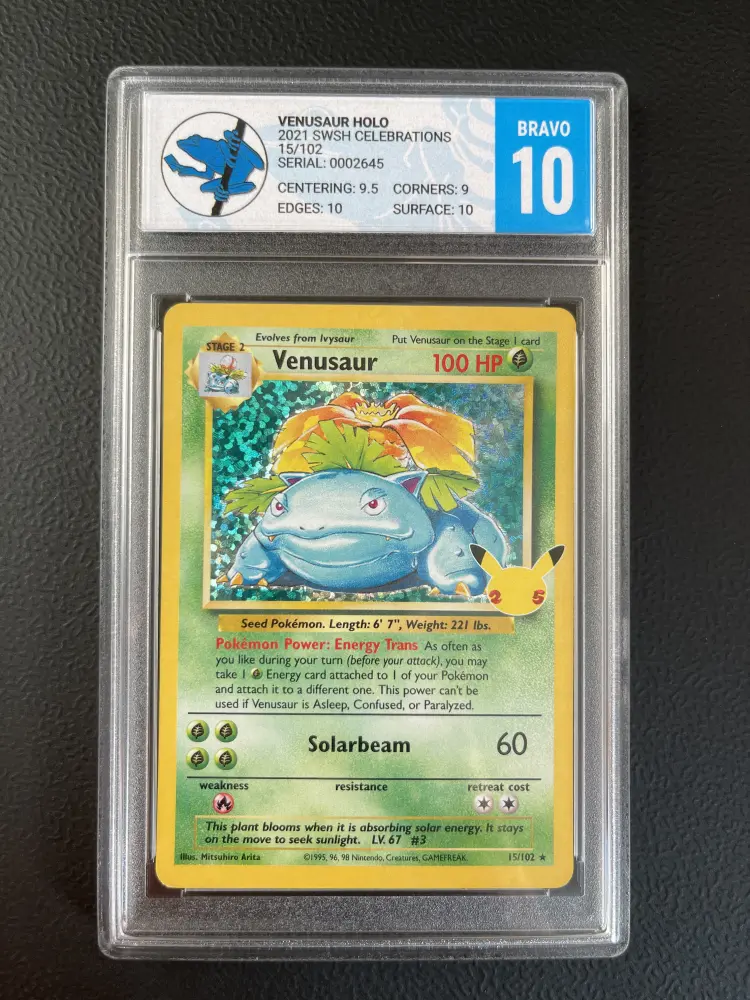 VENUSAUR HOLO
2021 SWSH CELEBRATIONS
15/102
SERIAL: 0002645
CENTERING: 9.5 CORNERS: 9
EDGES: 10 SURFACE: 10
BRAVO
10
Evolves from Ivysaur Put Venusaur on the Stage 1 card
STAGE 2
Venusaur 100 HP
25
Seed Pokémon. Length: 6' 7", Weight: 221 lbs.
Pokémon Power: Energy Trans As often as
you like during your turn (before your attack), you may
take 1 Energy card attached to 1 of your Pokémon
and attach it to a different one. This power can't be
used if Venusaur is Asleep, Confused, or Paralyzed.
Solarbeam 60
weakness resistance retreat cost
This plant blooms when it is absorbing solar energy. It stays
on the move to seek sunlight. LV. 67 #3
Illus. Mitsuhiro Arita ©1995, 96, 98 Nintendo, Creatures, GAMEFREAK. 15/102 ★